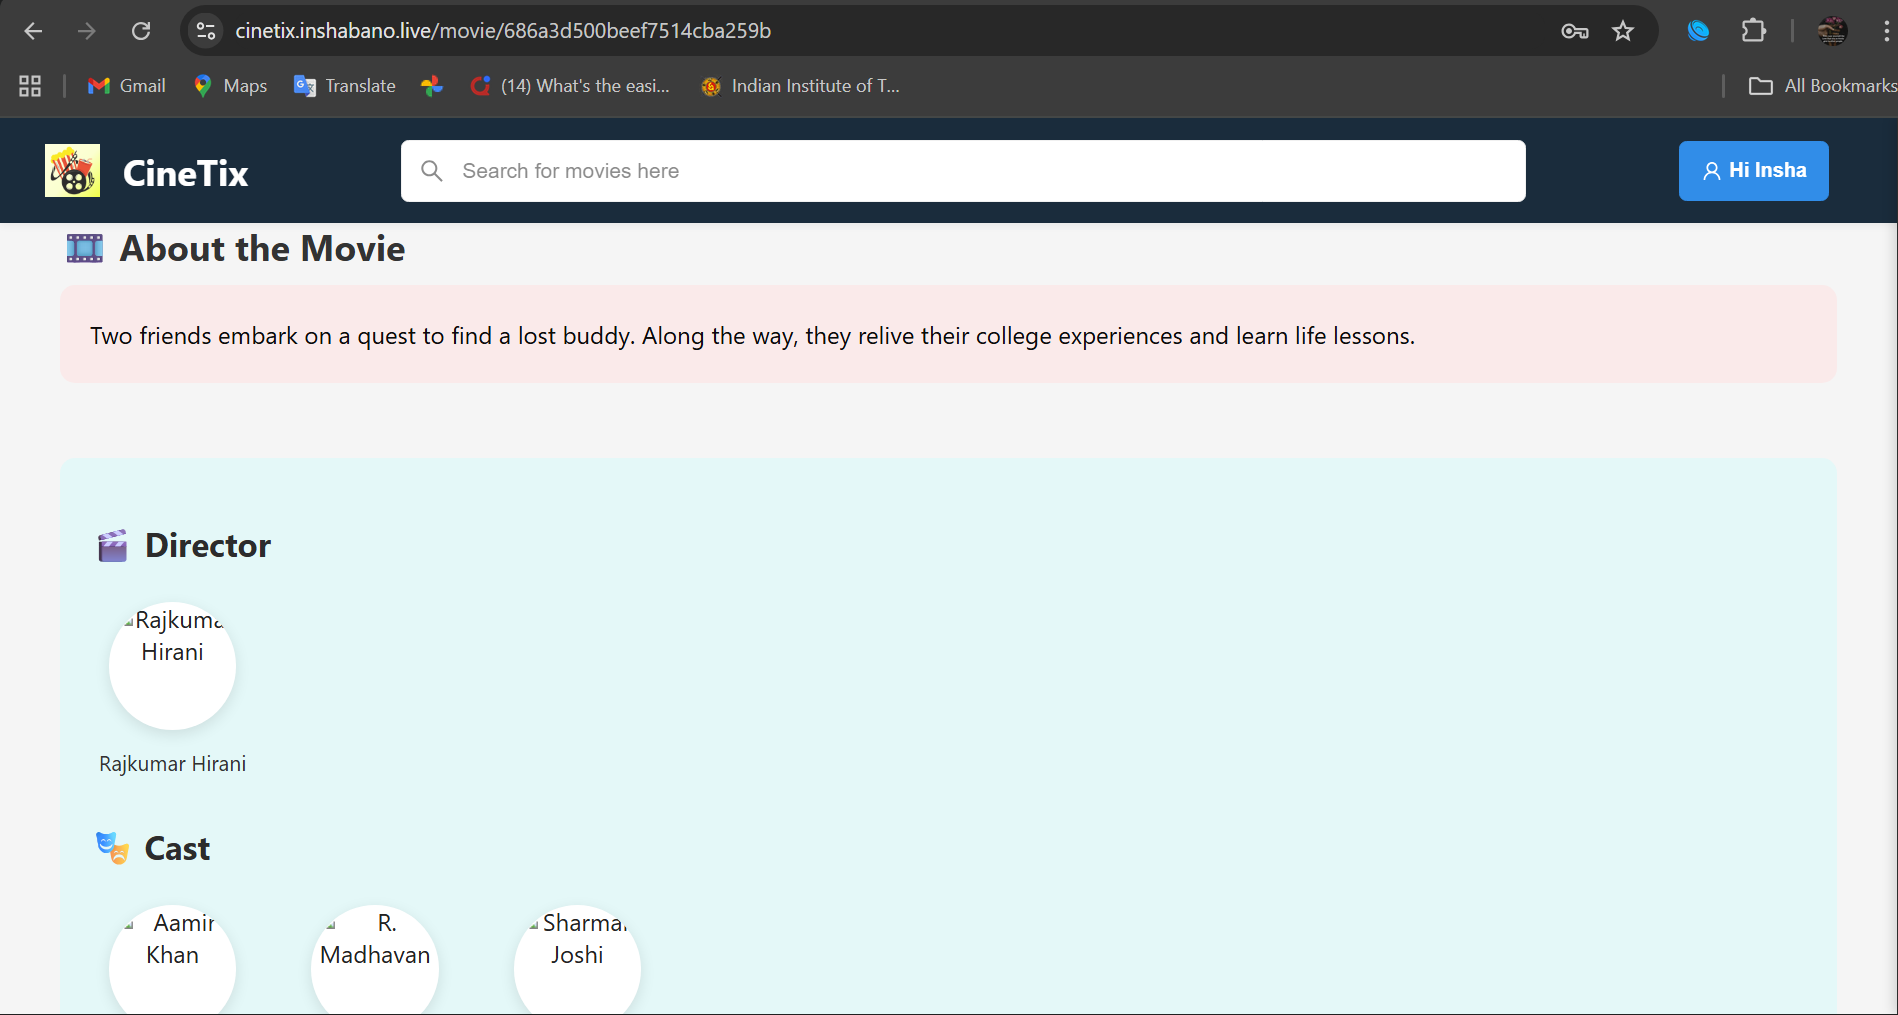 cinetix.inshabano.live/movie/686a3d500beef7514cba259b
Gmail
Maps
Translate
(14) What's the easi...
Indian Institute of T...
All Bookmarks
CineTix
Search for movies here
Hi Insha
About the Movie
Two friends embark on a quest to find a lost buddy. Along the way, they relive their college experiences and learn life lessons.
Director
Rajkumar
Hirani
Rajkumar Hirani
Cast
Aamir
Khan
R.
Madhavan
Sharman
Joshi